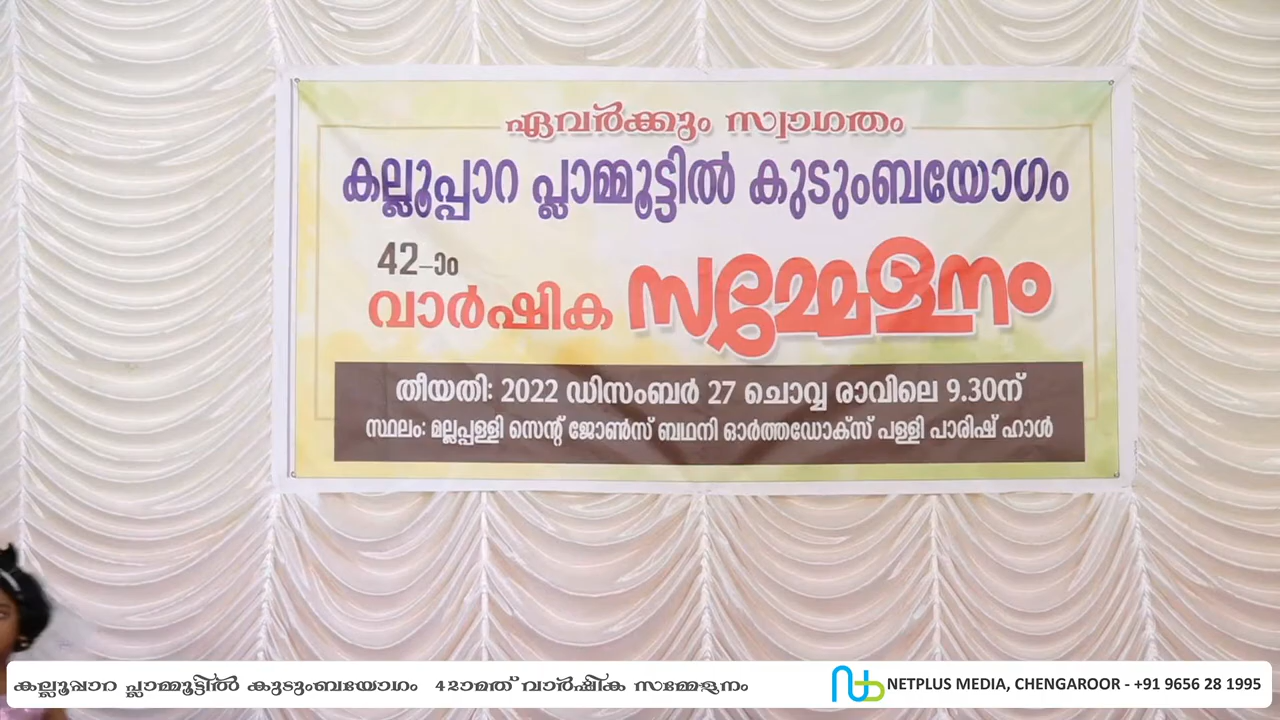 ഏവർക്കും സ്വാഗതം
കല്ലൂപ്പാറ പ്ലാമ്മൂട്ടിൽ കുടുംബയോഗം
42-ാം
വാർഷിക സമ്മേളനം
തീയതി: 2022 ഡിസംബർ 27 ചൊവ്വ രാവിലെ 9.30ന്
സ്ഥലം: മല്ലപ്പള്ളി സെന്റ് ജോൺസ് ബഥനി ഓർത്തഡോക്സ് പള്ളി പാരിഷ് ഹാൾ
കല്ലൂപ്പാറ പ്ലാമ്മൂട്ടിൽ കുടുംബയോഗം 42ാമത് വാർഷിക സമ്മേളനം
NETPLUS MEDIA, CHENGAROOR - +91 9656 28 1995